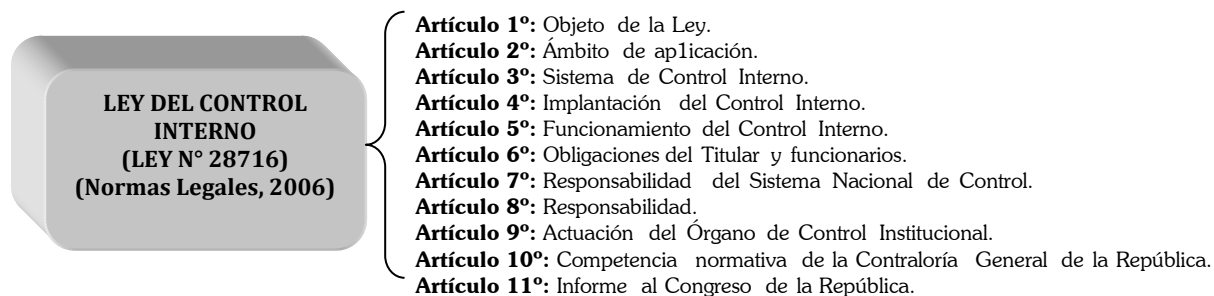 LEY DEL CONTROL
INTERNO
(LEY N° 28716)
(Normas Legales, 2006)
Artículo 1º: Objeto de la Ley.
Artículo 2º: Ámbito de ap1icación.
Artículo 3º: Sistema de Control Interno.
Artículo 4º: Implantación del Control Interno.
Artículo 5º: Funcionamiento del Control Interno.
Artículo 6º: Obligaciones del Titular y funcionarios.
Artículo 7º: Responsabilidad del Sistema Nacional de Control.
Artículo 8º: Responsabilidad.
Artículo 9º: Actuación del Órgano de Control Institucional.
Artículo 10º: Competencia normativa de la Contraloría General de la República.
Artículo 11º: Informe al Congreso de la República.